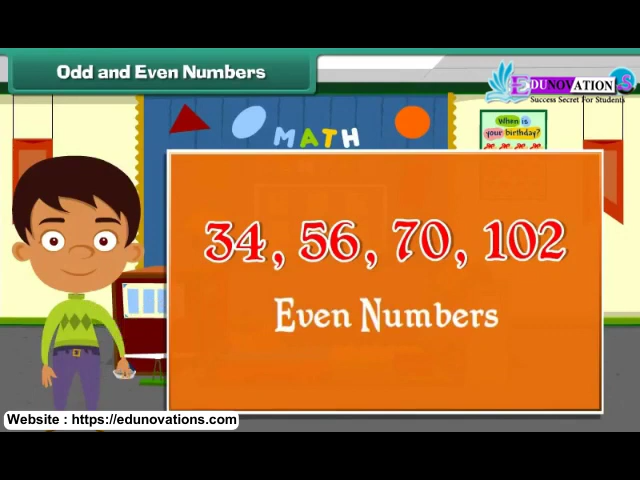 Odd and Even Numbers
EDUNOVATIONS
Success Secret For Students
When is
your birthday?
MATH
34, 56, 70, 102
Even Numbers
Website : https://edunovations.com